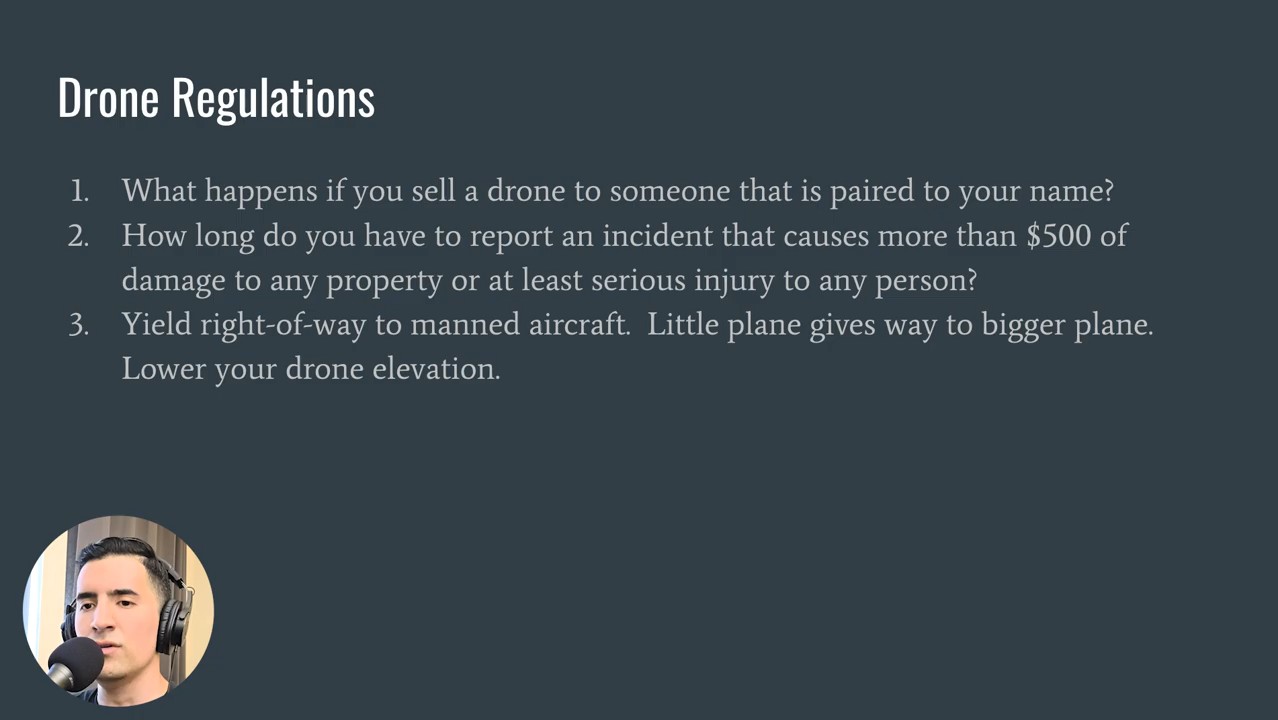 Drone Regulations
1. What happens if you sell a drone to someone that is paired to your name?
2. How long do you have to report an incident that causes more than $500 of
damage to any property or at least serious injury to any person?
3. Yield right-of-way to manned aircraft.  Little plane gives way to bigger plane.
Lower your drone elevation.